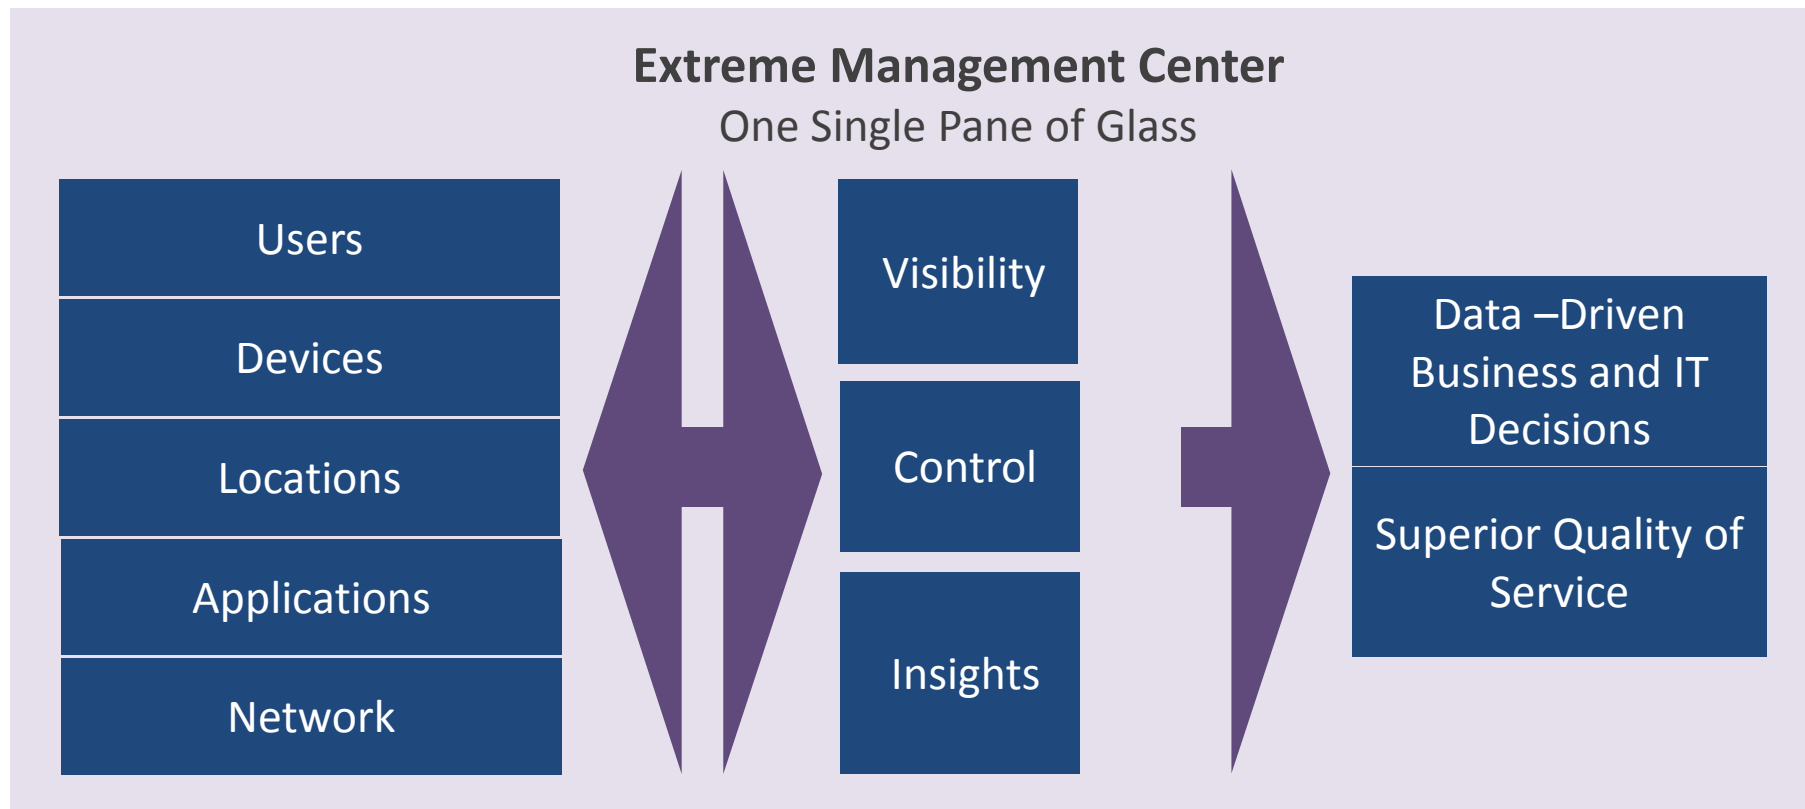 Extreme Management Center
One Single Pane of Glass
Users
Devices
Locations
Applications
Network
Visibility
Control
Insights
Data –Driven
Business and IT
Decisions
Superior Quality of
Service